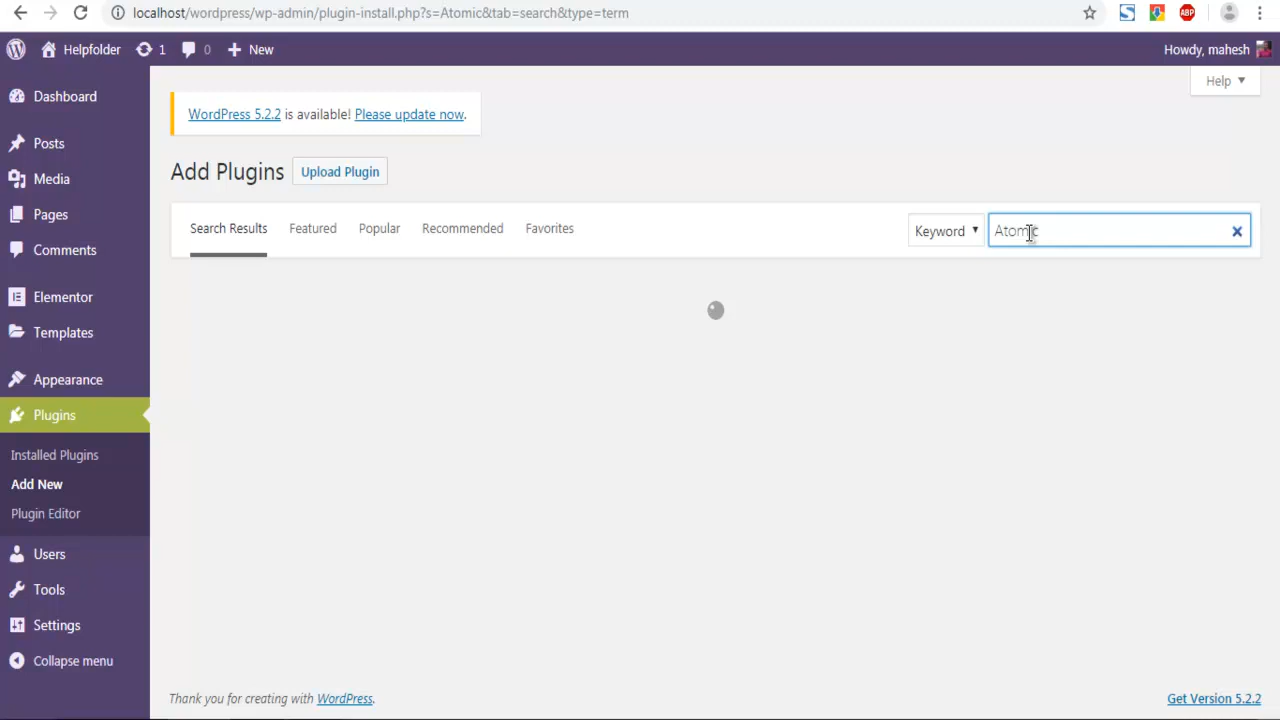 localhost/wordpress/wp-admin/plugin-install.php?s=Atomic&tab=search&type=term
ABP
Helpfolder 1 0 New Howdy, mahesh
Help
Dashboard
WordPress 5.2.2 is available! Please update now.
Posts
Media
Pages
Comments
Elementor
Templates
Appearance
Plugins
Installed Plugins
Add New
Plugin Editor
Users
Tools
Settings
Collapse menu
Add Plugins Upload Plugin
Search Results Featured Popular Recommended Favorites Keyword Atomic
Thank you for creating with WordPress. Get Version 5.2.2